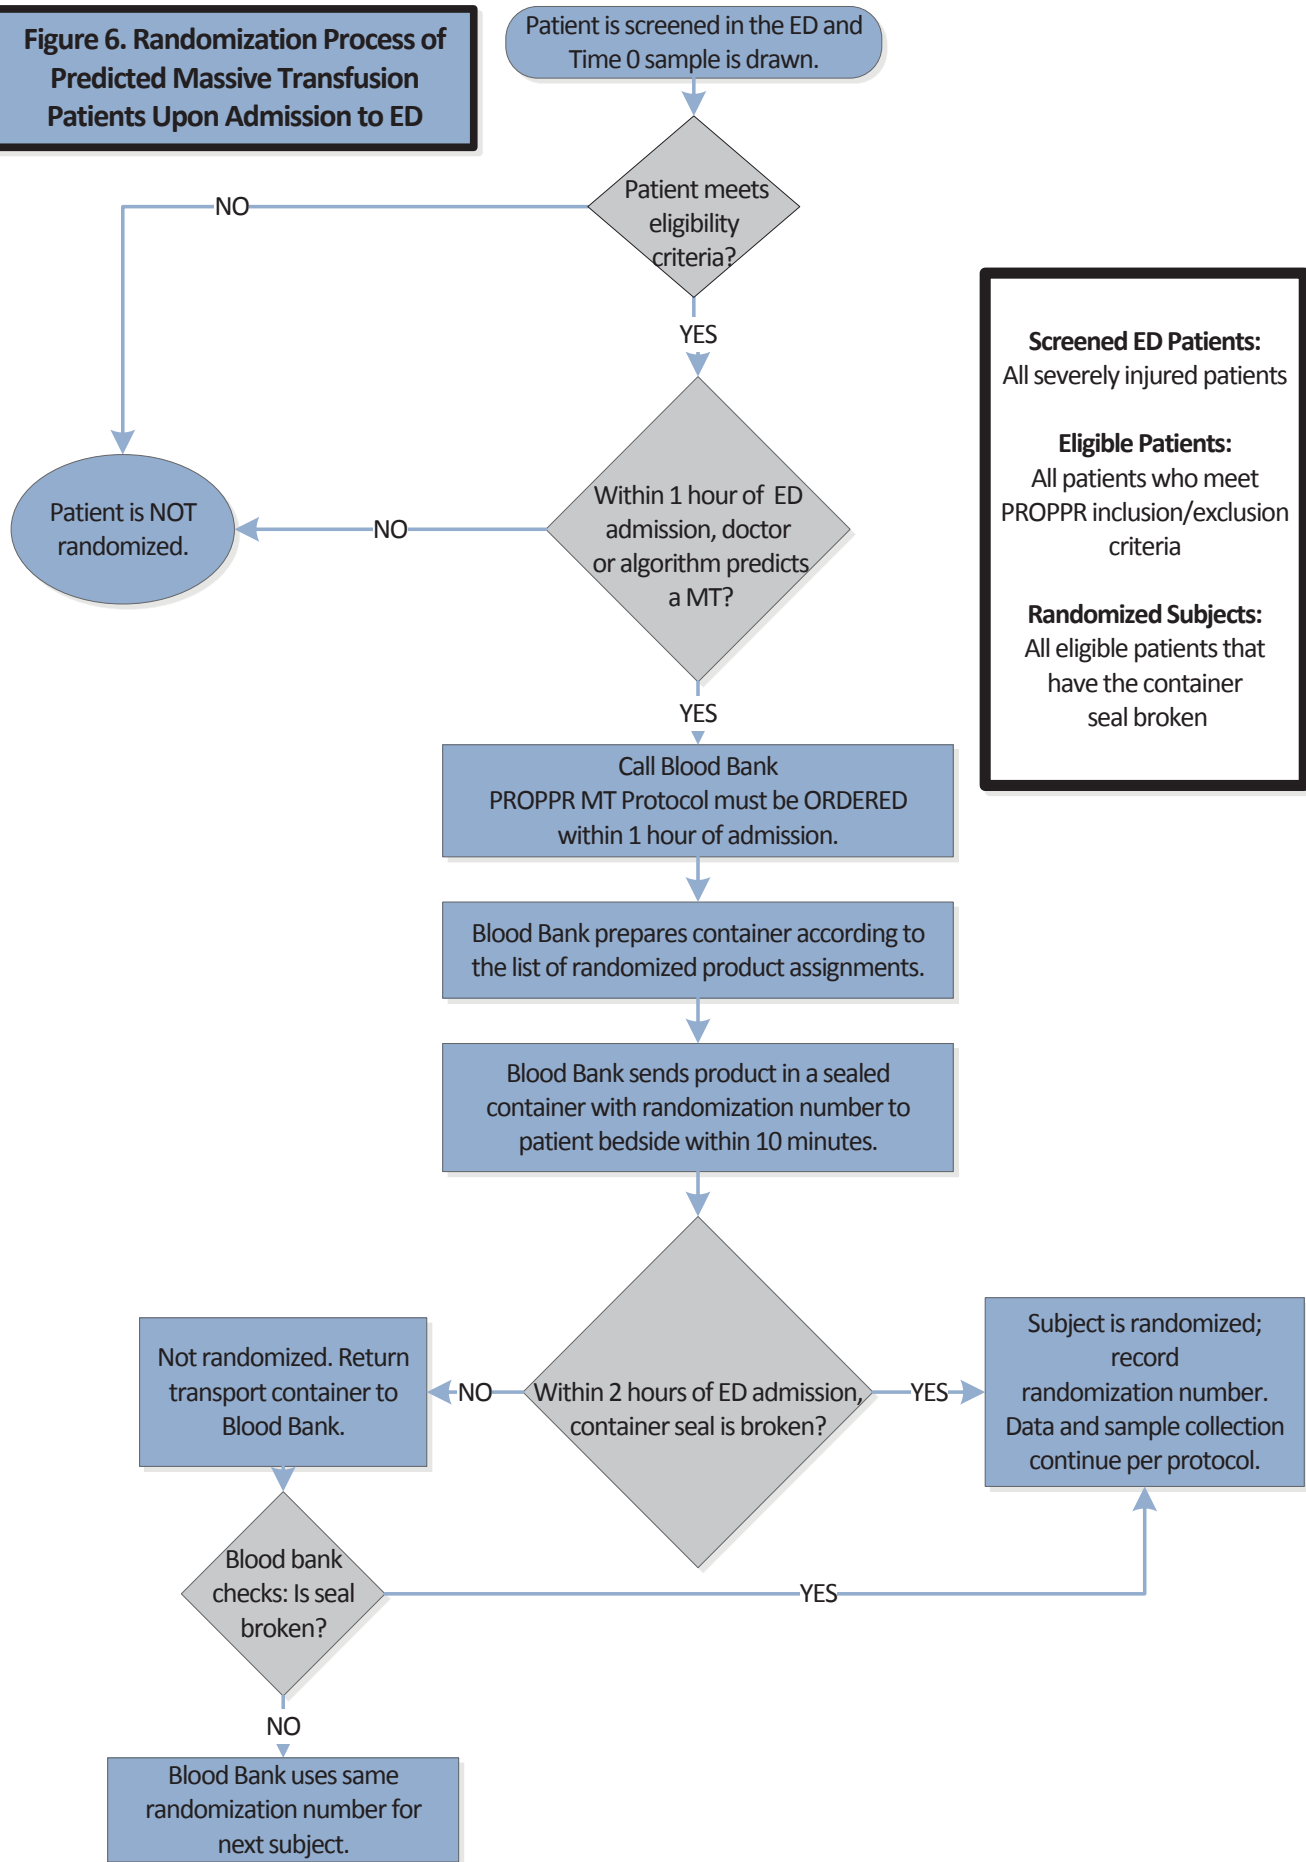 Figure 6. Randomization Process of
Predicted Massive Transfusion
Patients Upon Admission to ED
Patient is screened in the ED and
Time 0 sample is drawn.
Patient meets
eligibility
criteria?
NO
YES
Screened ED Patients:
All severely injured patients
Eligible Patients:
All patients who meet
PROPPR inclusion/exclusion
criteria
Randomized Subjects:
All eligible patients that
have the container
seal broken
Within 1 hour of ED
admission, doctor
or algorithm predicts
a MT?
NO
Patient is NOT
randomized.
YES
Call Blood Bank
PROPPR MT Protocol must be ORDERED
within 1 hour of admission.
Blood Bank prepares container according to
the list of randomized product assignments.
Blood Bank sends product in a sealed
container with randomization number to
patient bedside within 10 minutes.
Within 2 hours of ED admission,
container seal is broken?
NO
YES
Not randomized. Return
transport container to
Blood Bank.
Subject is randomized;
record
randomization number.
Data and sample collection
continue per protocol.
Blood bank
checks: Is seal
broken?
YES
NO
Blood Bank uses same
randomization number for
next subject.